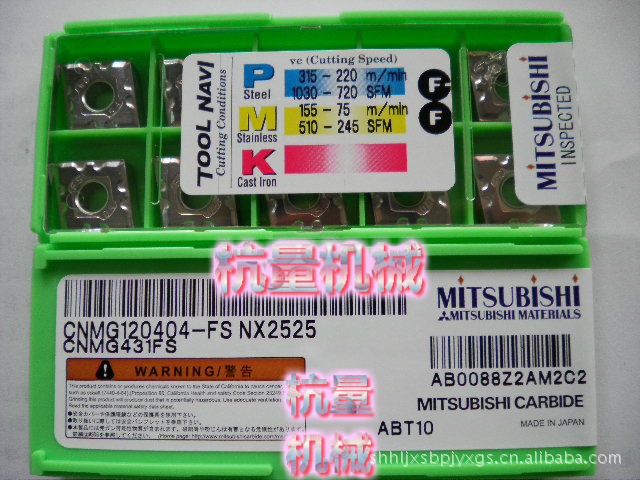 TOOL NAVI
Cutting Conditions
vc (Cutting Speed)
P 315 - 220 m/min
Steel 1030 - 720 SFM
M 155 - 75 m/min
Stainless 510 - 245 SFM
K
Cast Iron
F
F
MITSUBISHI
INSPECTED
杭量机械
CNMG120404-FS NX2525
CNMG431FS
MITSUBISHI
MITSUBISHI MATERIALS
WARNING/警告
AB0088Z2AM2C2
MITSUBISHI CARBIDE
ABT10
MADE IN JAPAN
杭量
机械
shhljxsbpjyxgs.cn.alibaba.com